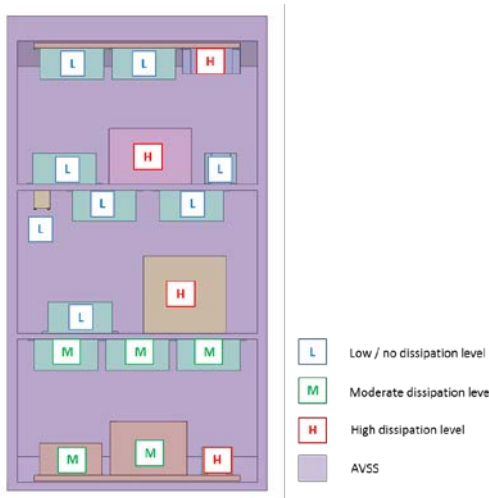 L L H
L H L
L L
L
H
L
M M M
M M H
L Low / no dissipation level
M Moderate dissipation leve
H High dissipation level
AVSS